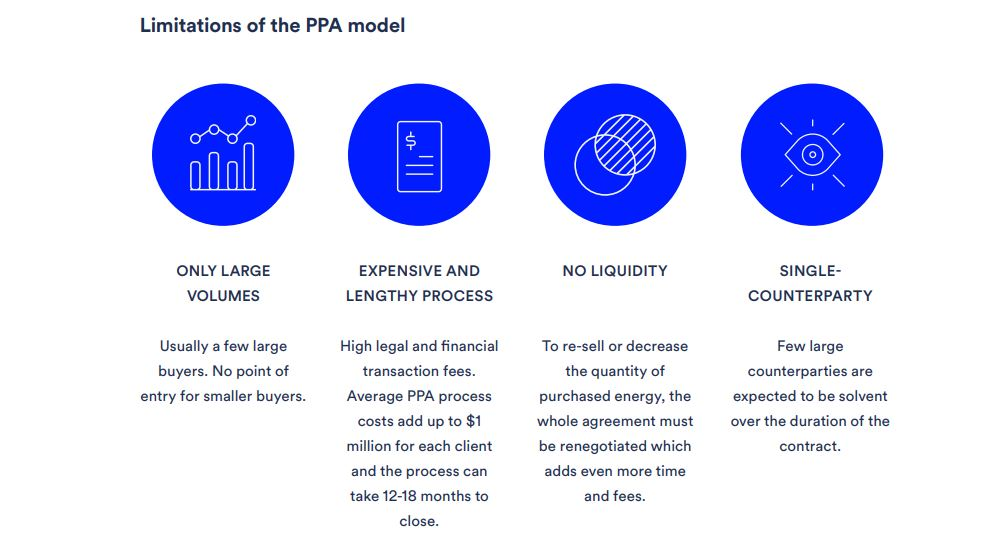 Limitations of the PPA model
ONLY LARGE
VOLUMES
Usually a few large
buyers. No point of
entry for smaller buyers.
$
EXPENSIVE AND
LENGTHY PROCESS
High legal and financial
transaction fees.
Average PPA process
costs add up to $1
million for each client
and the process can
take 12-18 months to
close.
NO LIQUIDITY
To re-sell or decrease
the quantity of
purchased energy, the
whole agreement must
be renegotiated which
adds even more time
and fees.
SINGLE-
COUNTERPARTY
Few large
counterparties are
expected to be solvent
over the duration of the
contract.